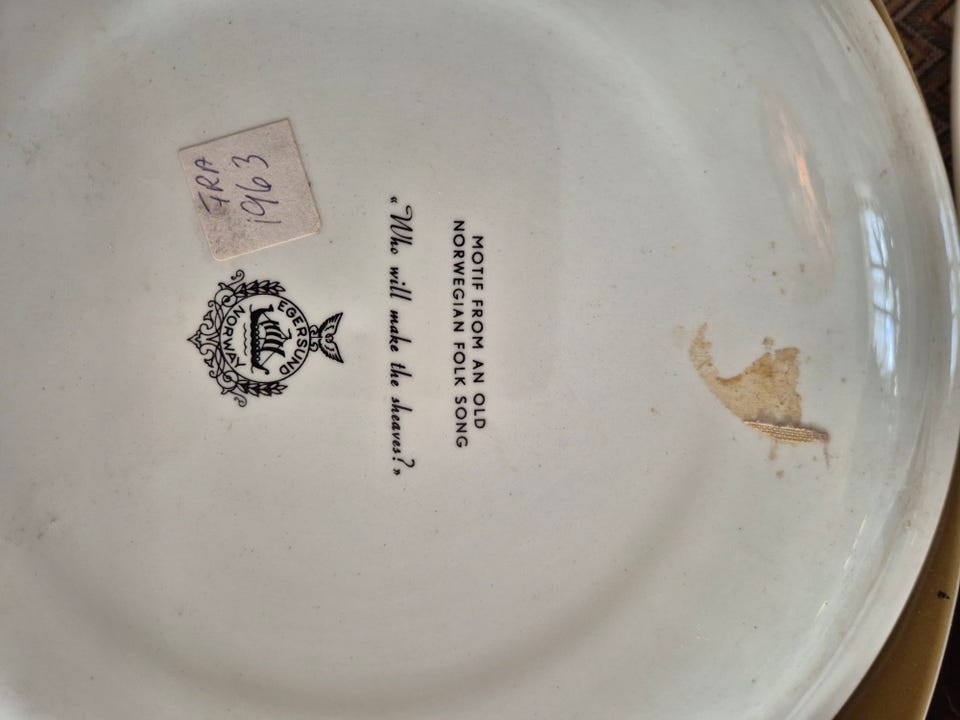 MOTIF FROM AN OLD
NORWEGIAN FOLK SONG
«Who will make the sheaves?»
EGERSUND
NORWAY
FRA
1963